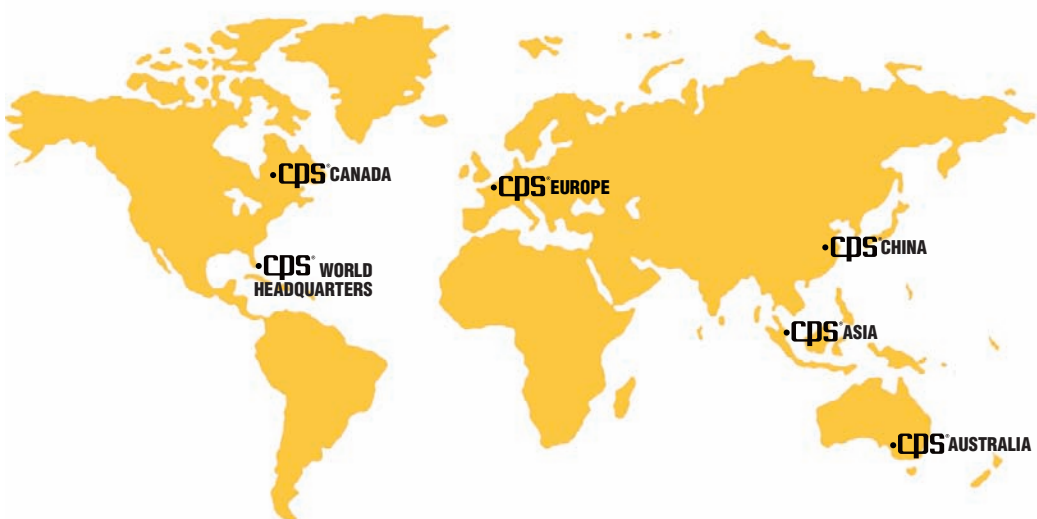 cps® CANADA
cps® EUROPE
cps® CHINA
cps® WORLD
HEADQUARTERS
cps® ASIA
cps® AUSTRALIA